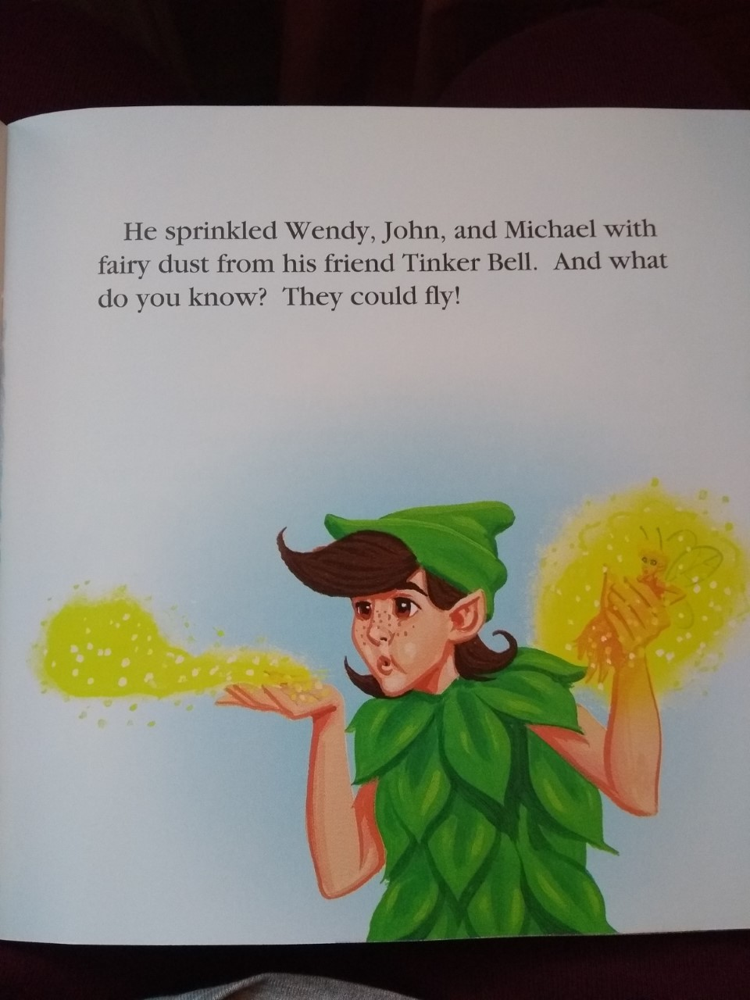 He sprinkled Wendy, John, and Michael with
fairy dust from his friend Tinker Bell.  And what
do you know?  They could fly!